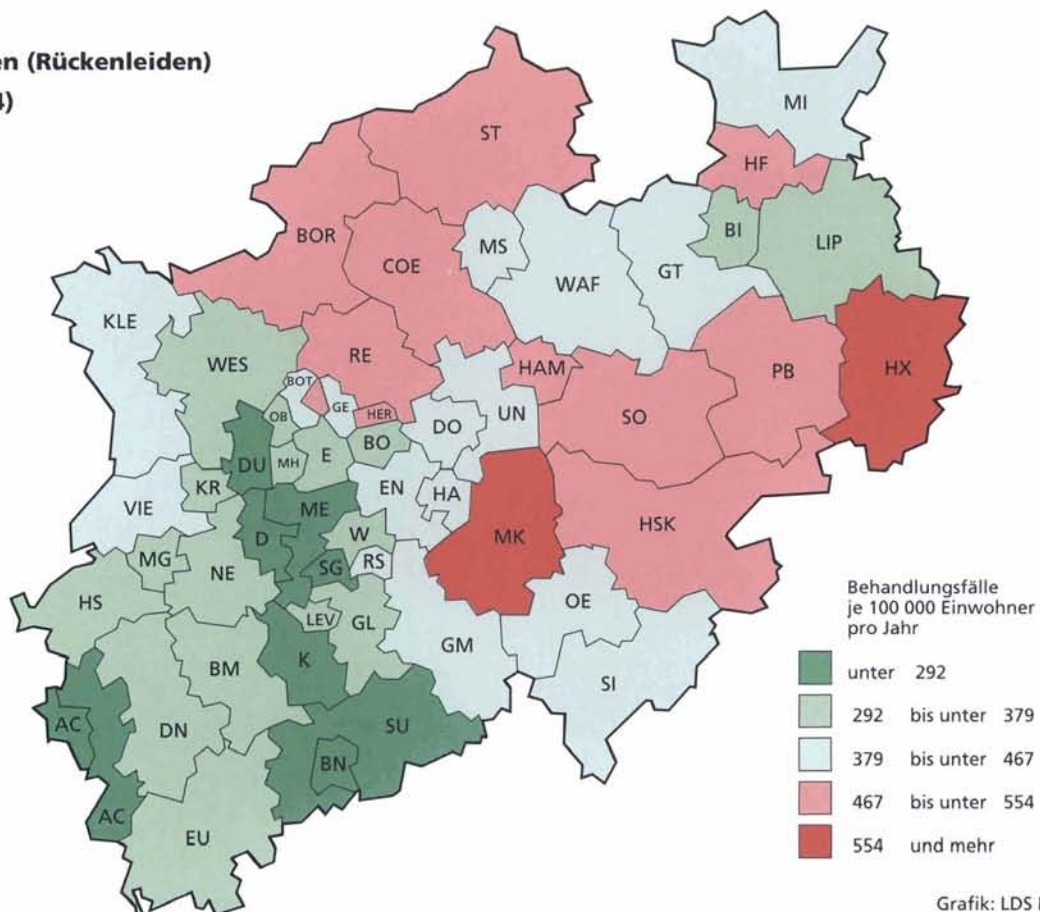 en (Rückenleiden)
4)
MI
ST
HF
BOR
COE
MS
WAF
GT
BI
LIP
KLE
WES
RE
HAM
SO
PB
HX
BOT
GE
HER
OB
UN
DO
BO
DU
MH
E
KR
EN
HA
VIE
ME
MK
HSK
D
W
RS
MG
SG
NE
HS
OE
LEV
GL
GM
K
BM
SI
AC
DN
SU
BN
AC
EU
Behandlungsfälle
je 100 000 Einwohner
pro Jahr
unter 292
292 bis unter 379
379 bis unter 467
467 bis unter 554
554 und mehr
Grafik: LDS